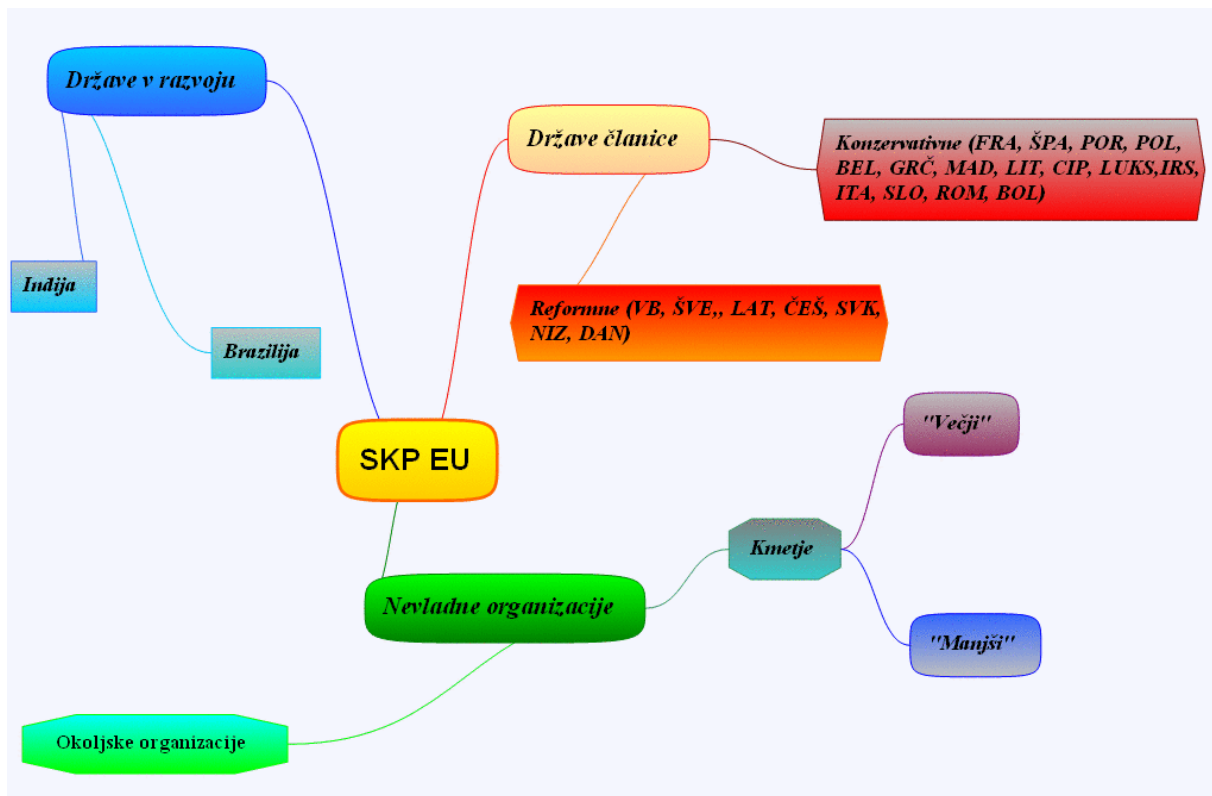 Države v razvoju
Države članice
Konzervativne (FRA, ŠPA, POR, POL,
BEL, GRČ, MAD, LIT, CIP, LUKS,IRS,
ITA, SLO, ROM, BOL)
Indija
Reformne (VB, ŠVE,, LAT, ČEŠ, SVK,
NIZ, DAN)
Brazilija
SKP EU
"Večji"
Kmetje
Nevladne organizacije
"Manjši"
Okoljske organizacije